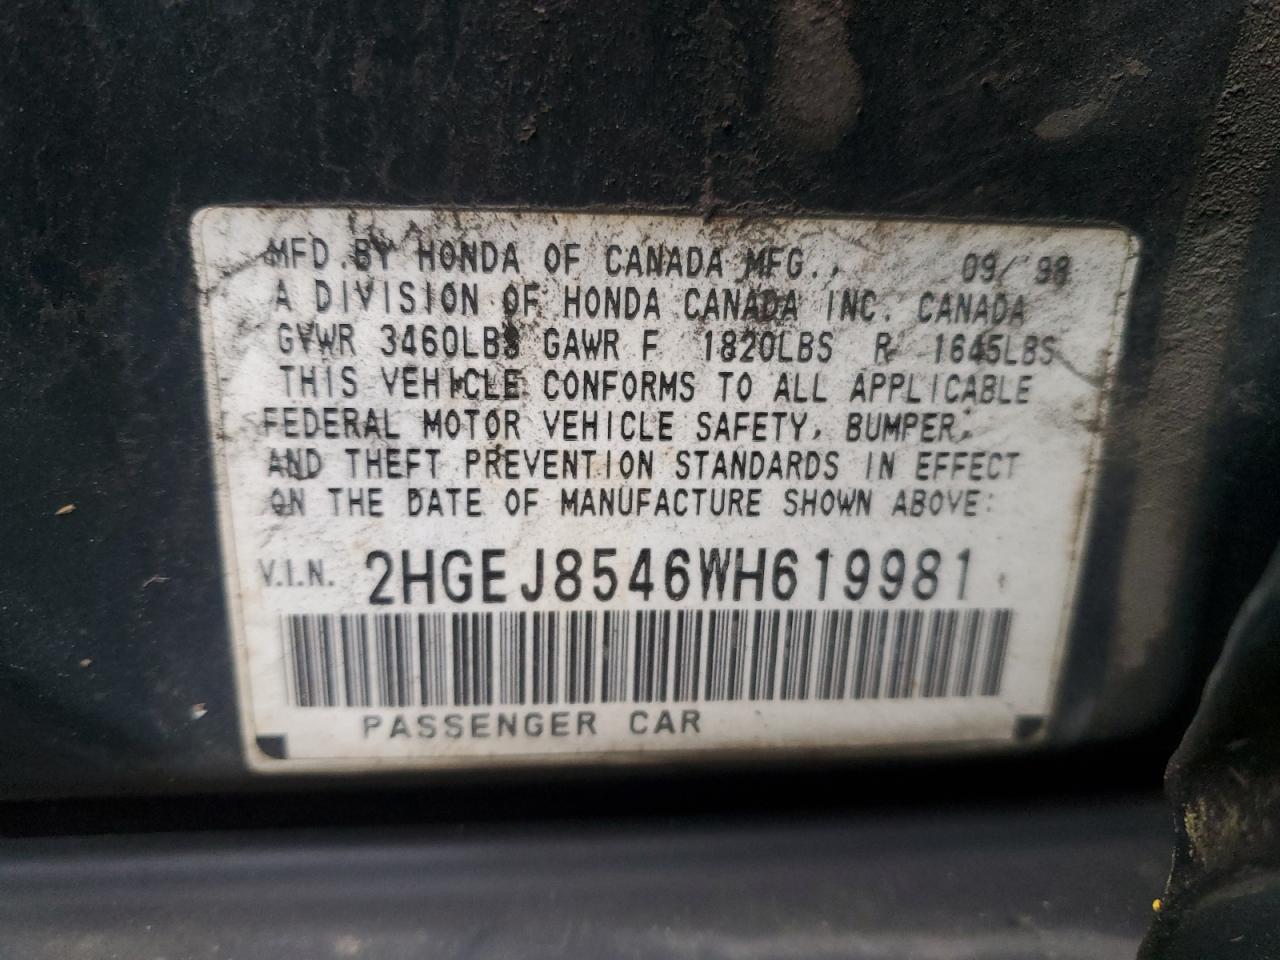 MFD. BY HONDA OF CANADA MFG., 09/ 98
A DIVISION OF HONDA CANADA INC. CANADA
GVWR 3460LBS GAWR F 1820LBS R 1645LBS
THIS VEHICLE CONFORMS TO ALL APPLICABLE
FEDERAL MOTOR VEHICLE SAFETY, BUMPER,
AND THEFT PREVENTION STANDARDS IN EFFECT
ON THE DATE OF MANUFACTURE SHOWN ABOVE:
V.I.N. 2HGEJ8546WH619981
PASSENGER CAR